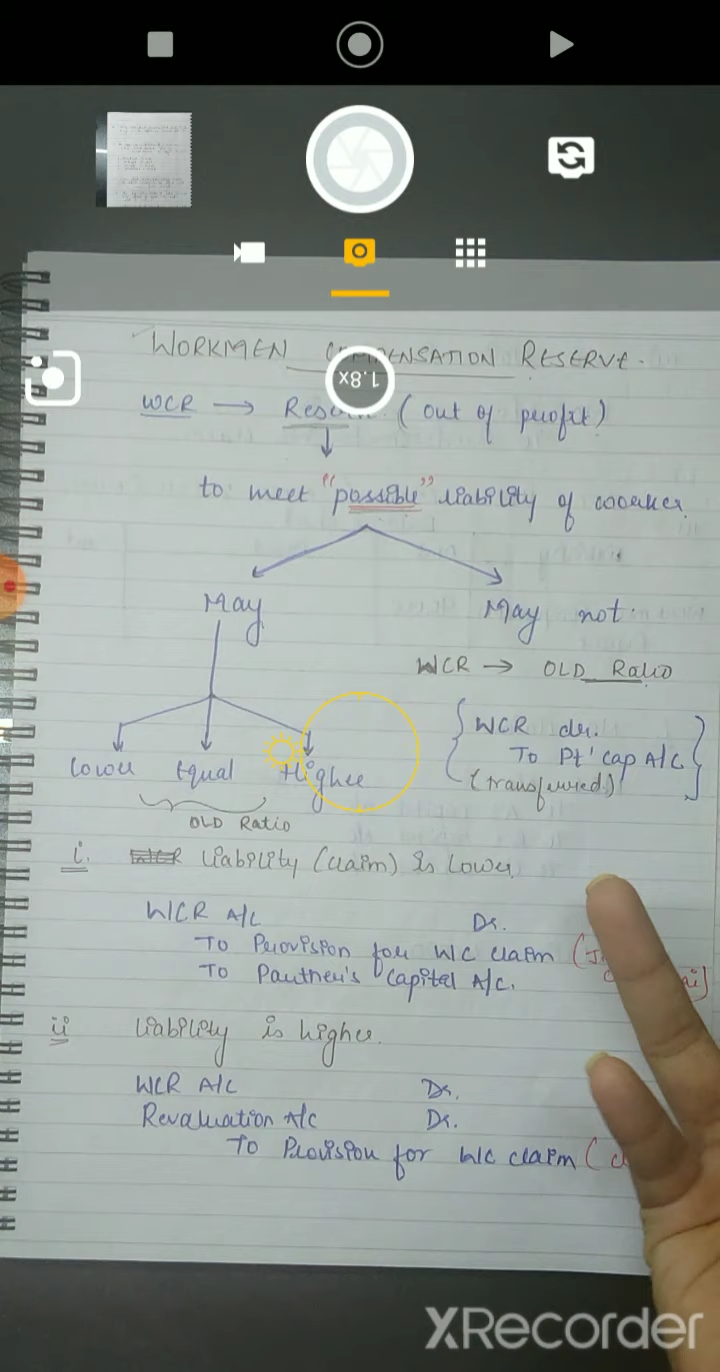 WORKMEN COMPENSATION RESERVE.
1.8X
WCR → (out of profit)
to meet "possible" liability of worker.
May
May not.
WCR → OLD Ratio
WCR dr.
To Pt' cap A/c
(transferred.)
Lower Equal Higher
OLD Ratio
i. liability (claim) is Lower.
WCR A/c Dr.
To Provision for WC claim
To Partner's Capital A/c.
ii liability is higher.
WCR A/c Dr.
Revaluation A/c Dr.
To Provision for WC claim
XRecorder